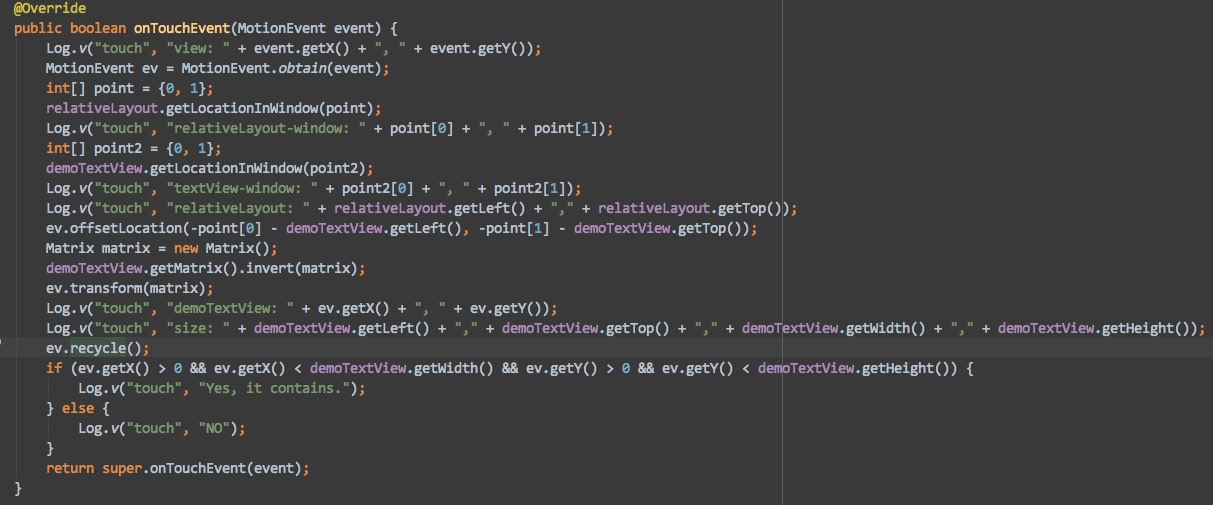 @Override
public boolean onTouchEvent(MotionEvent event) {
    Log.v("touch", "view: " + event.getX() + ", " + event.getY());
    MotionEvent ev = MotionEvent.obtain(event);
    int[] point = {0, 1};
    relativeLayout.getLocationInWindow(point);
    Log.v("touch", "relativeLayout-window: " + point[0] + ", " + point[1]);
    int[] point2 = {0, 1};
    demoTextView.getLocationInWindow(point2);
    Log.v("touch", "textView-window: " + point2[0] + ", " + point2[1]);
    Log.v("touch", "relativeLayout: " + relativeLayout.getLeft() + "," + relativeLayout.getTop());
    ev.offsetLocation(-point[0] - demoTextView.getLeft(), -point[1] - demoTextView.getTop());
    Matrix matrix = new Matrix();
    demoTextView.getMatrix().invert(matrix);
    ev.transform(matrix);
    Log.v("touch", "demoTextView: " + ev.getX() + ", " + ev.getY());
    Log.v("touch", "size: " + demoTextView.getLeft() + "," + demoTextView.getTop() + "," + demoTextView.getWidth() + "," + demoTextView.getHeight());
    ev.recycle();
    if (ev.getX() > 0 && ev.getX() < demoTextView.getWidth() && ev.getY() > 0 && ev.getY() < demoTextView.getHeight()) {
        Log.v("touch", "Yes, it contains.");
    } else {
        Log.v("touch", "NO");
    }
    return super.onTouchEvent(event);
}